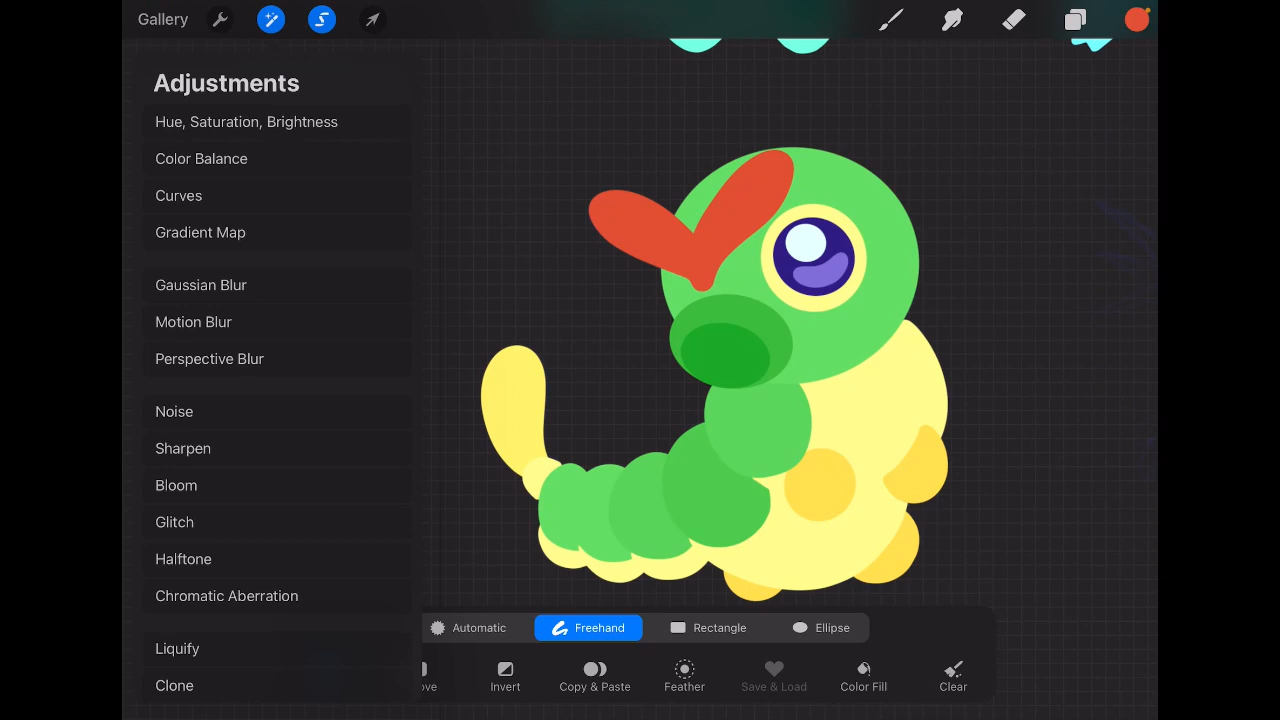 Gallery
Adjustments
Hue, Saturation, Brightness
Color Balance
Curves
Gradient Map
Gaussian Blur
Motion Blur
Perspective Blur
Noise
Sharpen
Bloom
Glitch
Halftone
Chromatic Aberration
Liquify
Clone
Automatic
Freehand
Rectangle
Ellipse
ove
Invert
Copy & Paste
Feather
Save & Load
Color Fill
Clear